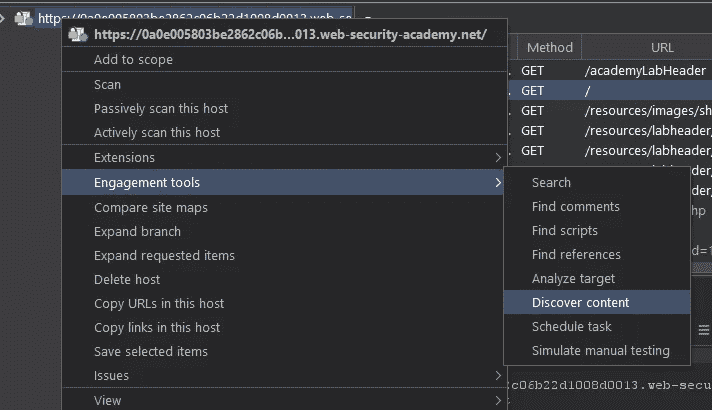 https://0a0e005803be2862c06b22d1008d0013.web-se
https://0a0e005803be2862c06b...013.web-security-academy.net/
Add to scope
Scan
Passively scan this host
Actively scan this host
Extensions
Engagement tools
Compare site maps
Expand branch
Expand requested items
Delete host
Copy URLs in this host
Copy links in this host
Save selected items
Issues
View
Search
Find comments
Find scripts
Find references
Analyze target
Discover content
Schedule task
Simulate manual testing
Method URL
GET /academyLabHeader
GET /
GET /resources/images/sh
GET /resources/labheader/
GET /resources/labheader/
labheader/
hp
d=1
2c06b22d1008d0013.web-secu